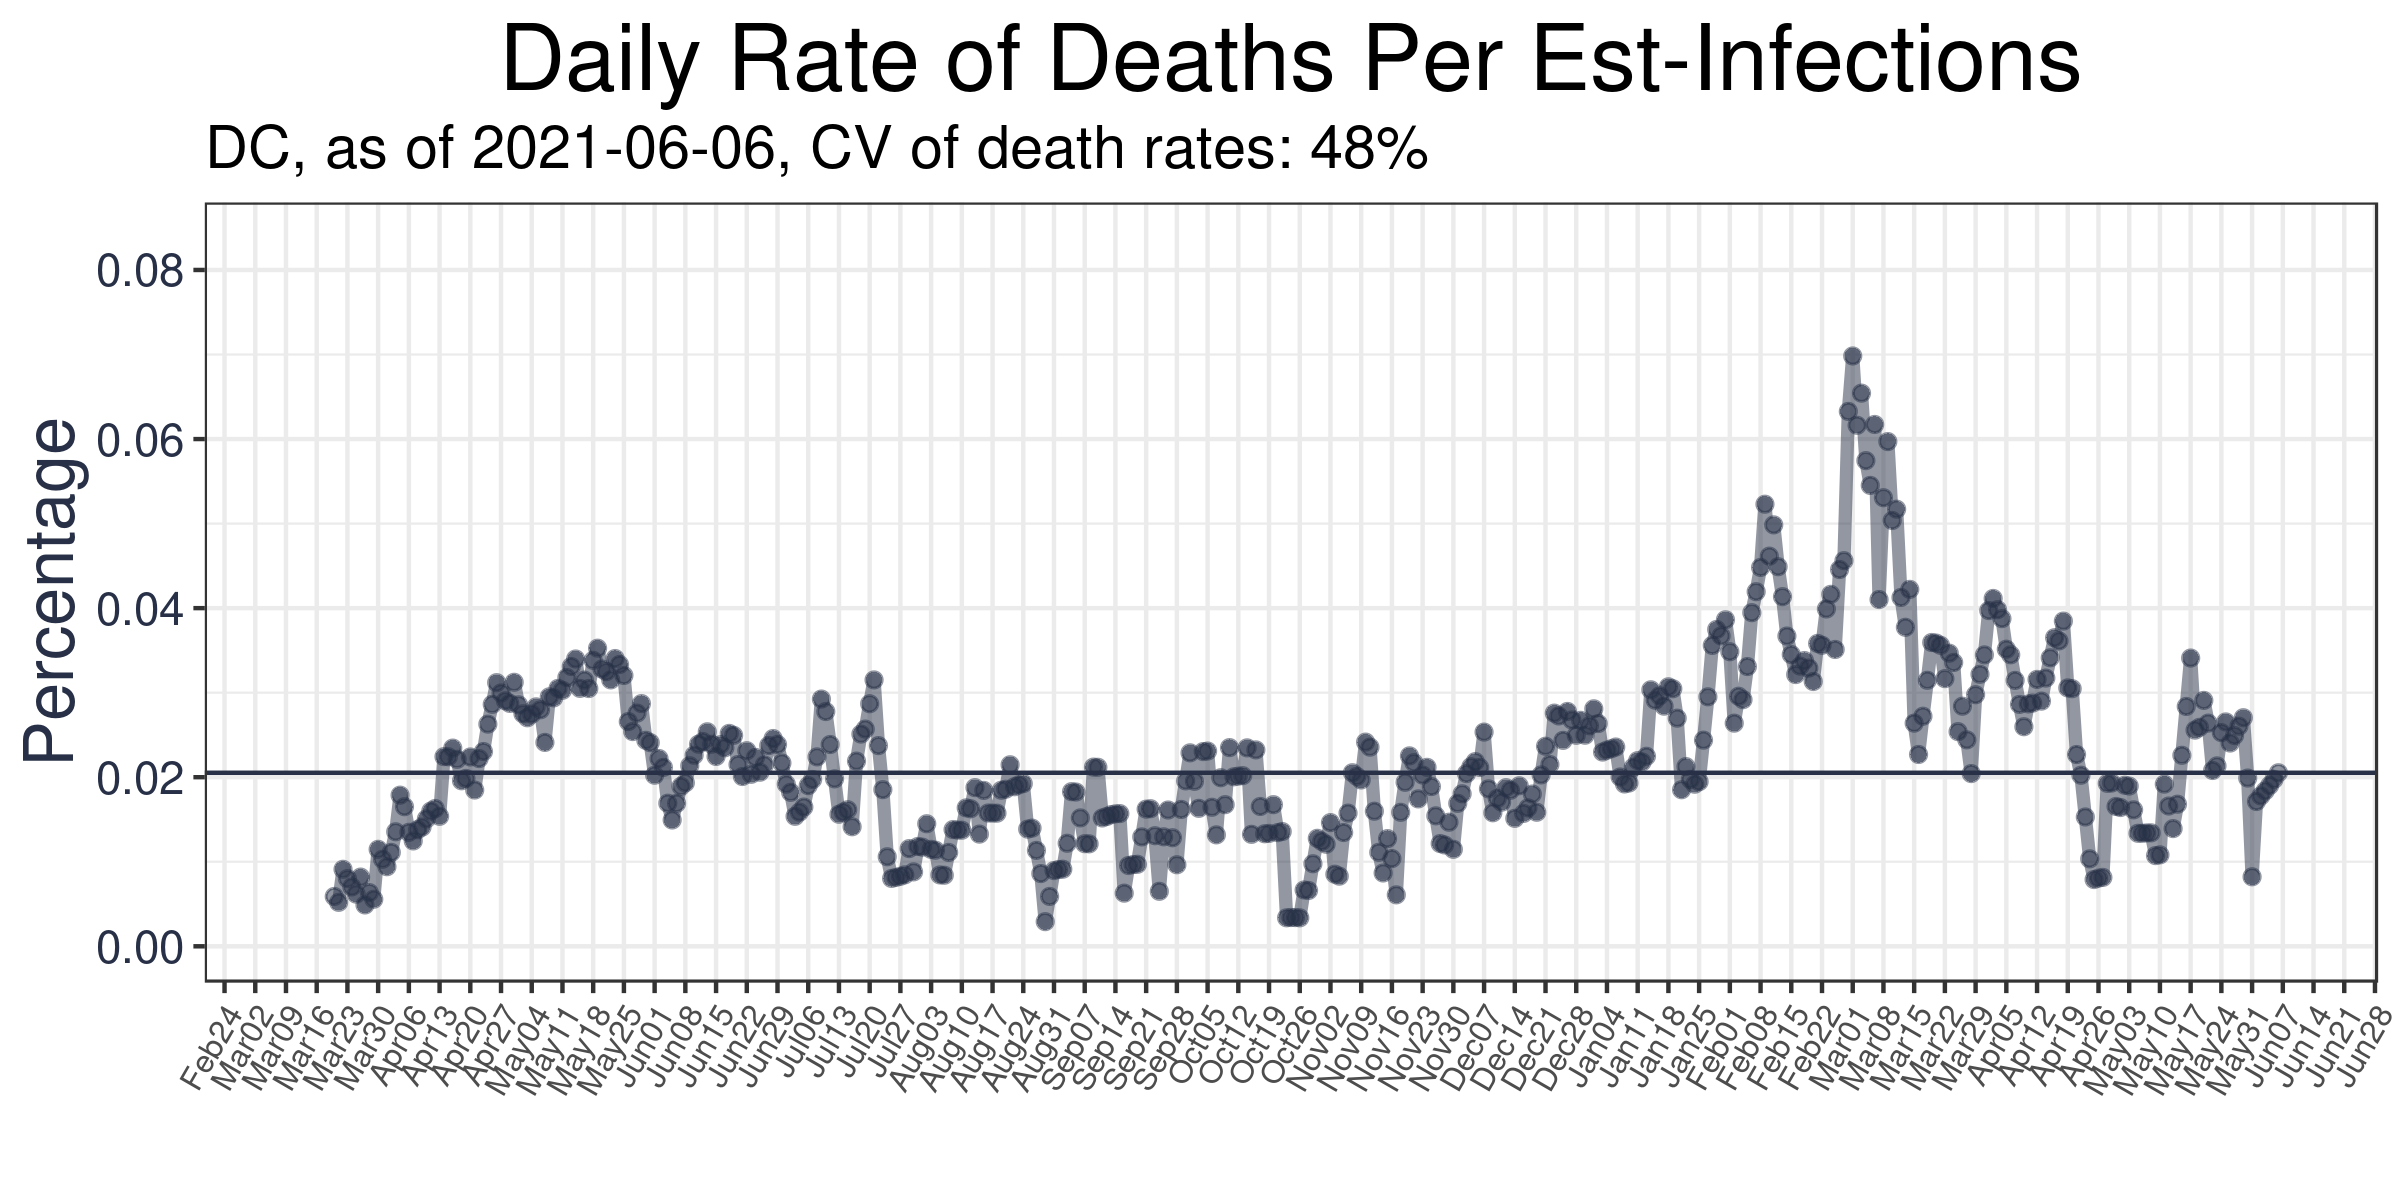 Daily Rate of Deaths Per Est-Infections
DC, as of 2021-06-06, CV of death rates: 48%
Percentage
0.08
0.06
0.04
0.02
0.00
Feb24
Mar02
Mar09
Mar16
Mar23
Mar30
Apr06
Apr13
Apr20
Apr27
May04
May11
May18
May25
Jun01
Jun08
Jun15
Jun22
Jun29
Jul06
Jul13
Jul20
Jul27
Aug03
Aug10
Aug17
Aug24
Aug31
Sep07
Sep14
Sep21
Sep28
Oct05
Oct12
Oct19
Oct26
Nov02
Nov09
Nov16
Nov23
Nov30
Dec07
Dec14
Dec21
Dec28
Jan04
Jan11
Jan18
Jan25
Feb01
Feb08
Feb15
Feb22
Mar01
Mar08
Mar15
Mar22
Mar29
Apr05
Apr12
Apr19
Apr26
May03
May10
May17
May24
May31
Jun07
Jun14
Jun21
Jun28